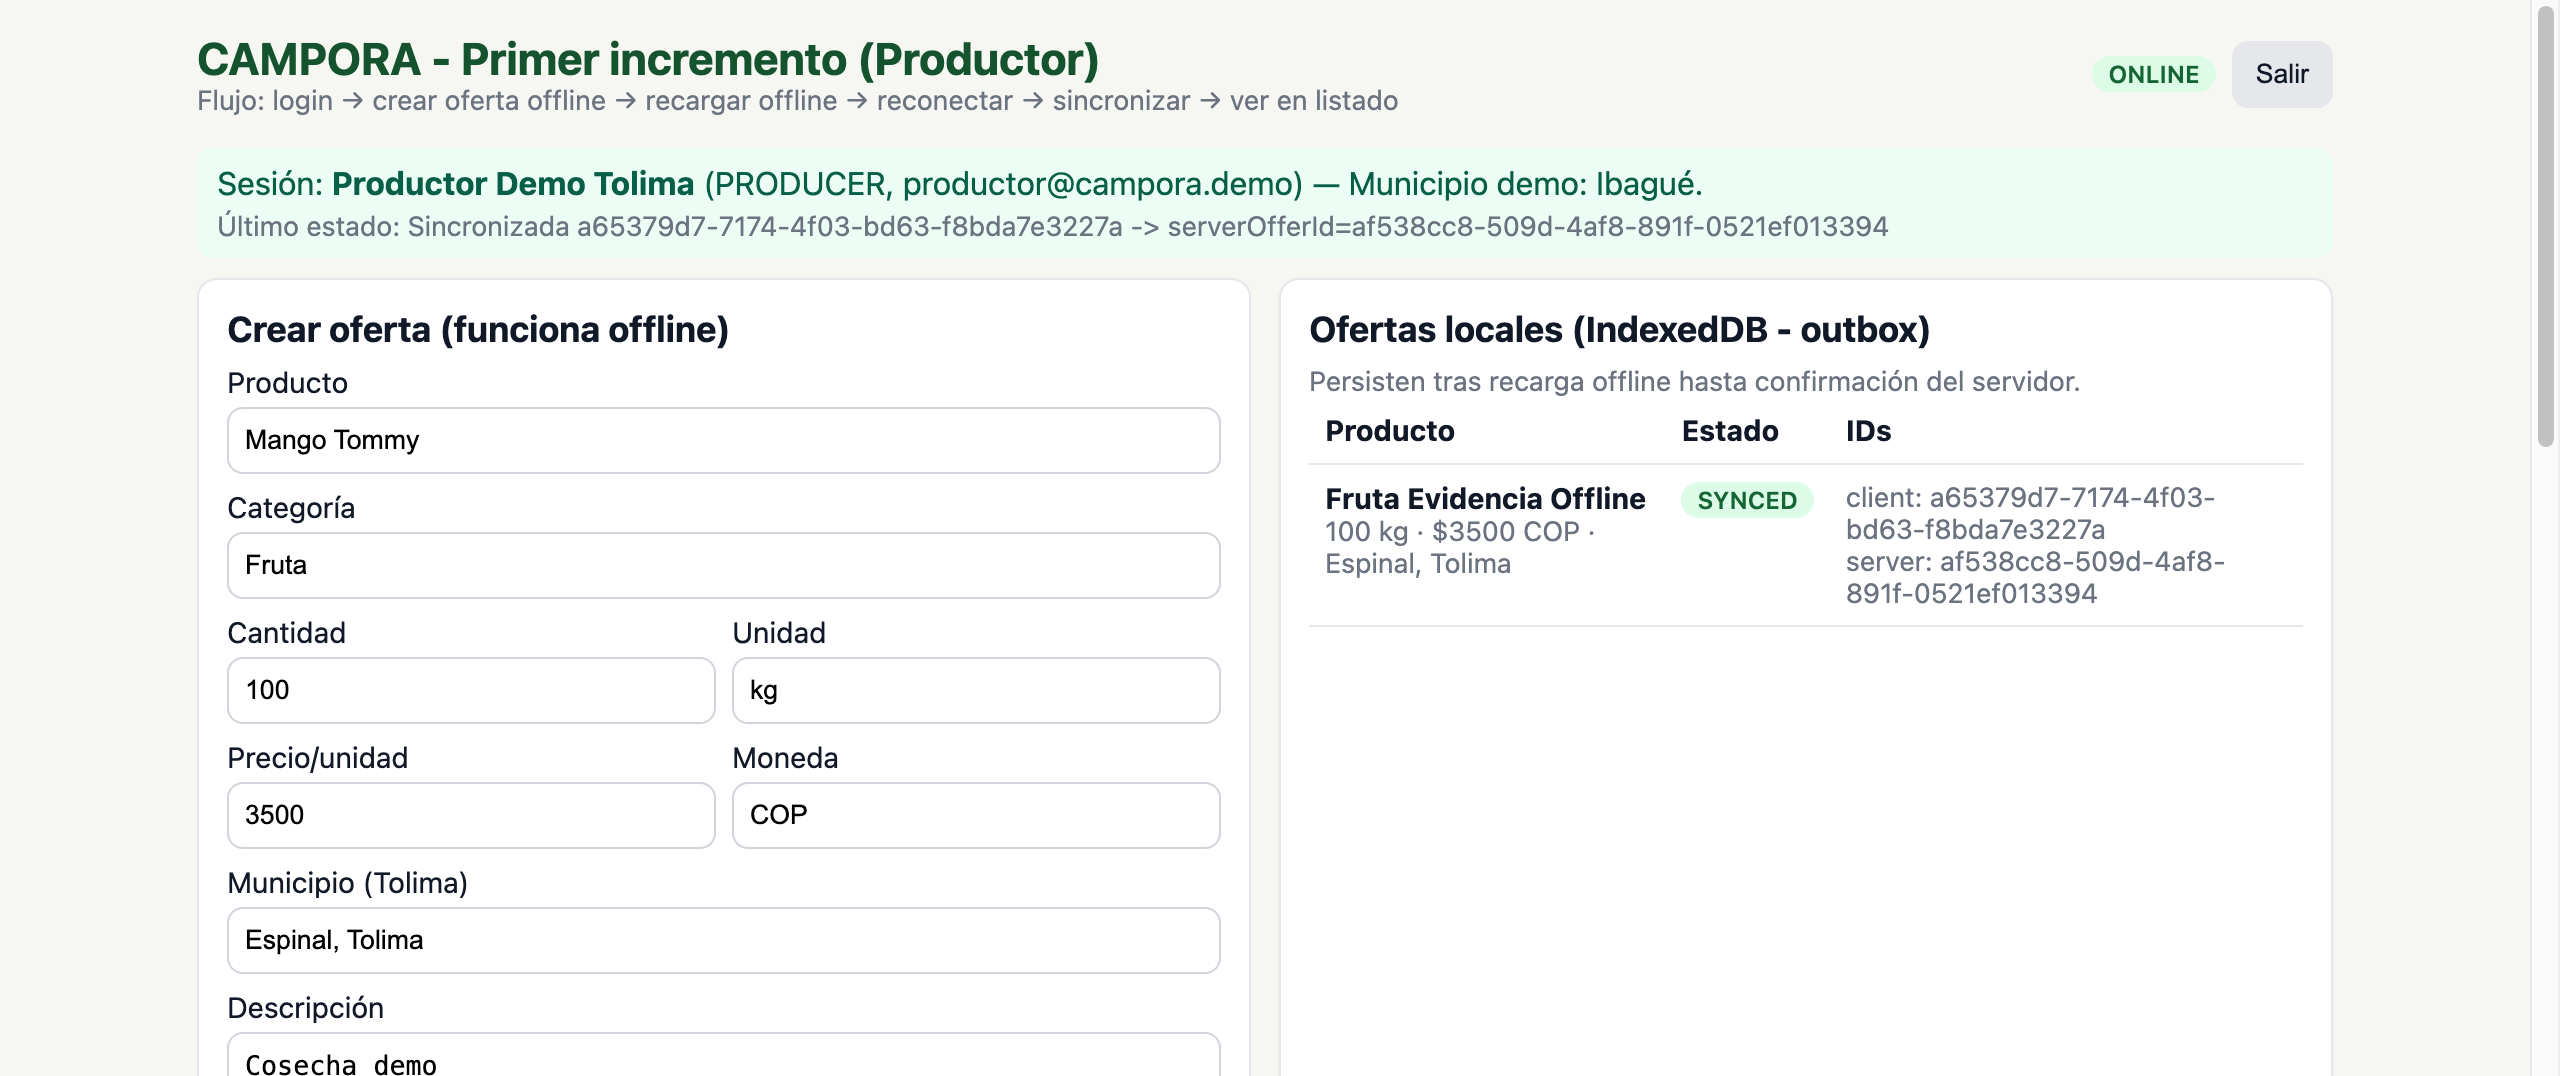 CAMPORA - Primer incremento (Productor)
Flujo: login → crear oferta offline → recargar offline → reconectar → sincronizar → ver en listado
ONLINE
Salir
Sesión: Productor Demo Tolima (PRODUCER, productor@campora.demo) — Municipio demo: Ibagué.
Último estado: Sincronizada a65379d7-7174-4f03-bd63-f8bda7e3227a -> serverOfferId=af538cc8-509d-4af8-891f-0521ef013394
Crear oferta (funciona offline)
Producto
Mango Tommy
Categoría
Fruta
Cantidad
Unidad
100
kg
Precio/unidad
Moneda
3500
COP
Municipio (Tolima)
Espinal, Tolima
Descripción
Cosecha demo
Ofertas locales (IndexedDB - outbox)
Persisten tras recarga offline hasta confirmación del servidor.
Producto
Estado
IDs
Fruta Evidencia Offline
100 kg · $3500 COP ·
Espinal, Tolima
SYNCED
client: a65379d7-7174-4f03-
bd63-f8bda7e3227a
server: af538cc8-509d-4af8-
891f-0521ef013394